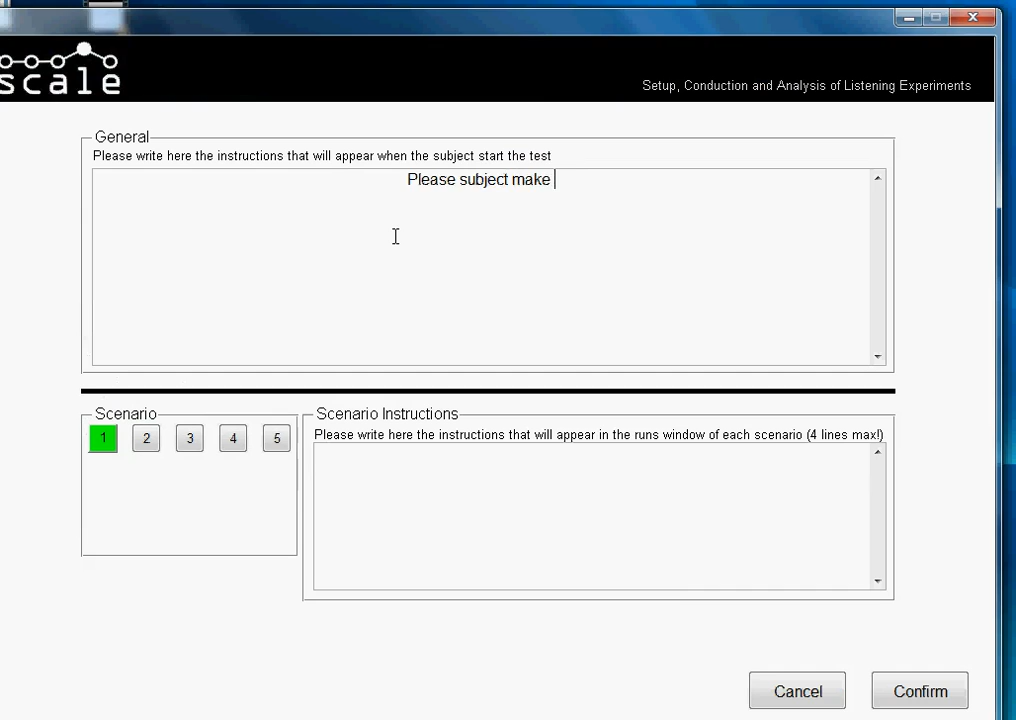 scale
Setup, Conduction and Analysis of Listening Experiments
General
Please write here the instructions that will appear when the subject start the test
Please subject make
Scenario
1 2 3 4 5
Scenario Instructions
Please write here the instructions that will appear in the runs window of each scenario (4 lines max!)
Cancel Confirm